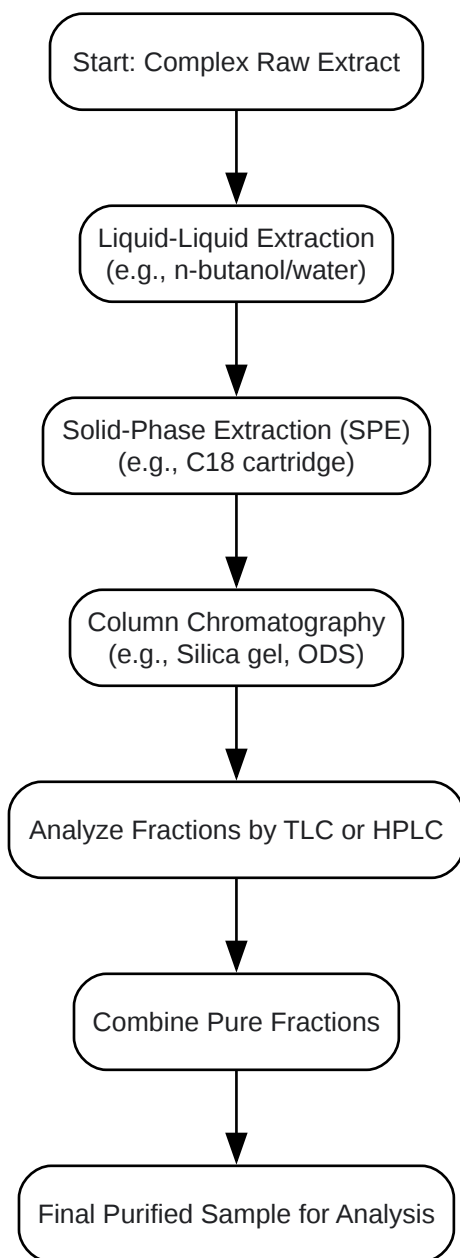 Start: Complex Raw Extract
Liquid-Liquid Extraction
(e.g., n-butanol/water)
Solid-Phase Extraction (SPE)
(e.g., C18 cartridge)
Column Chromatography
(e.g., Silica gel, ODS)
Analyze Fractions by TLC or HPLC
Combine Pure Fractions
Final Purified Sample for Analysis